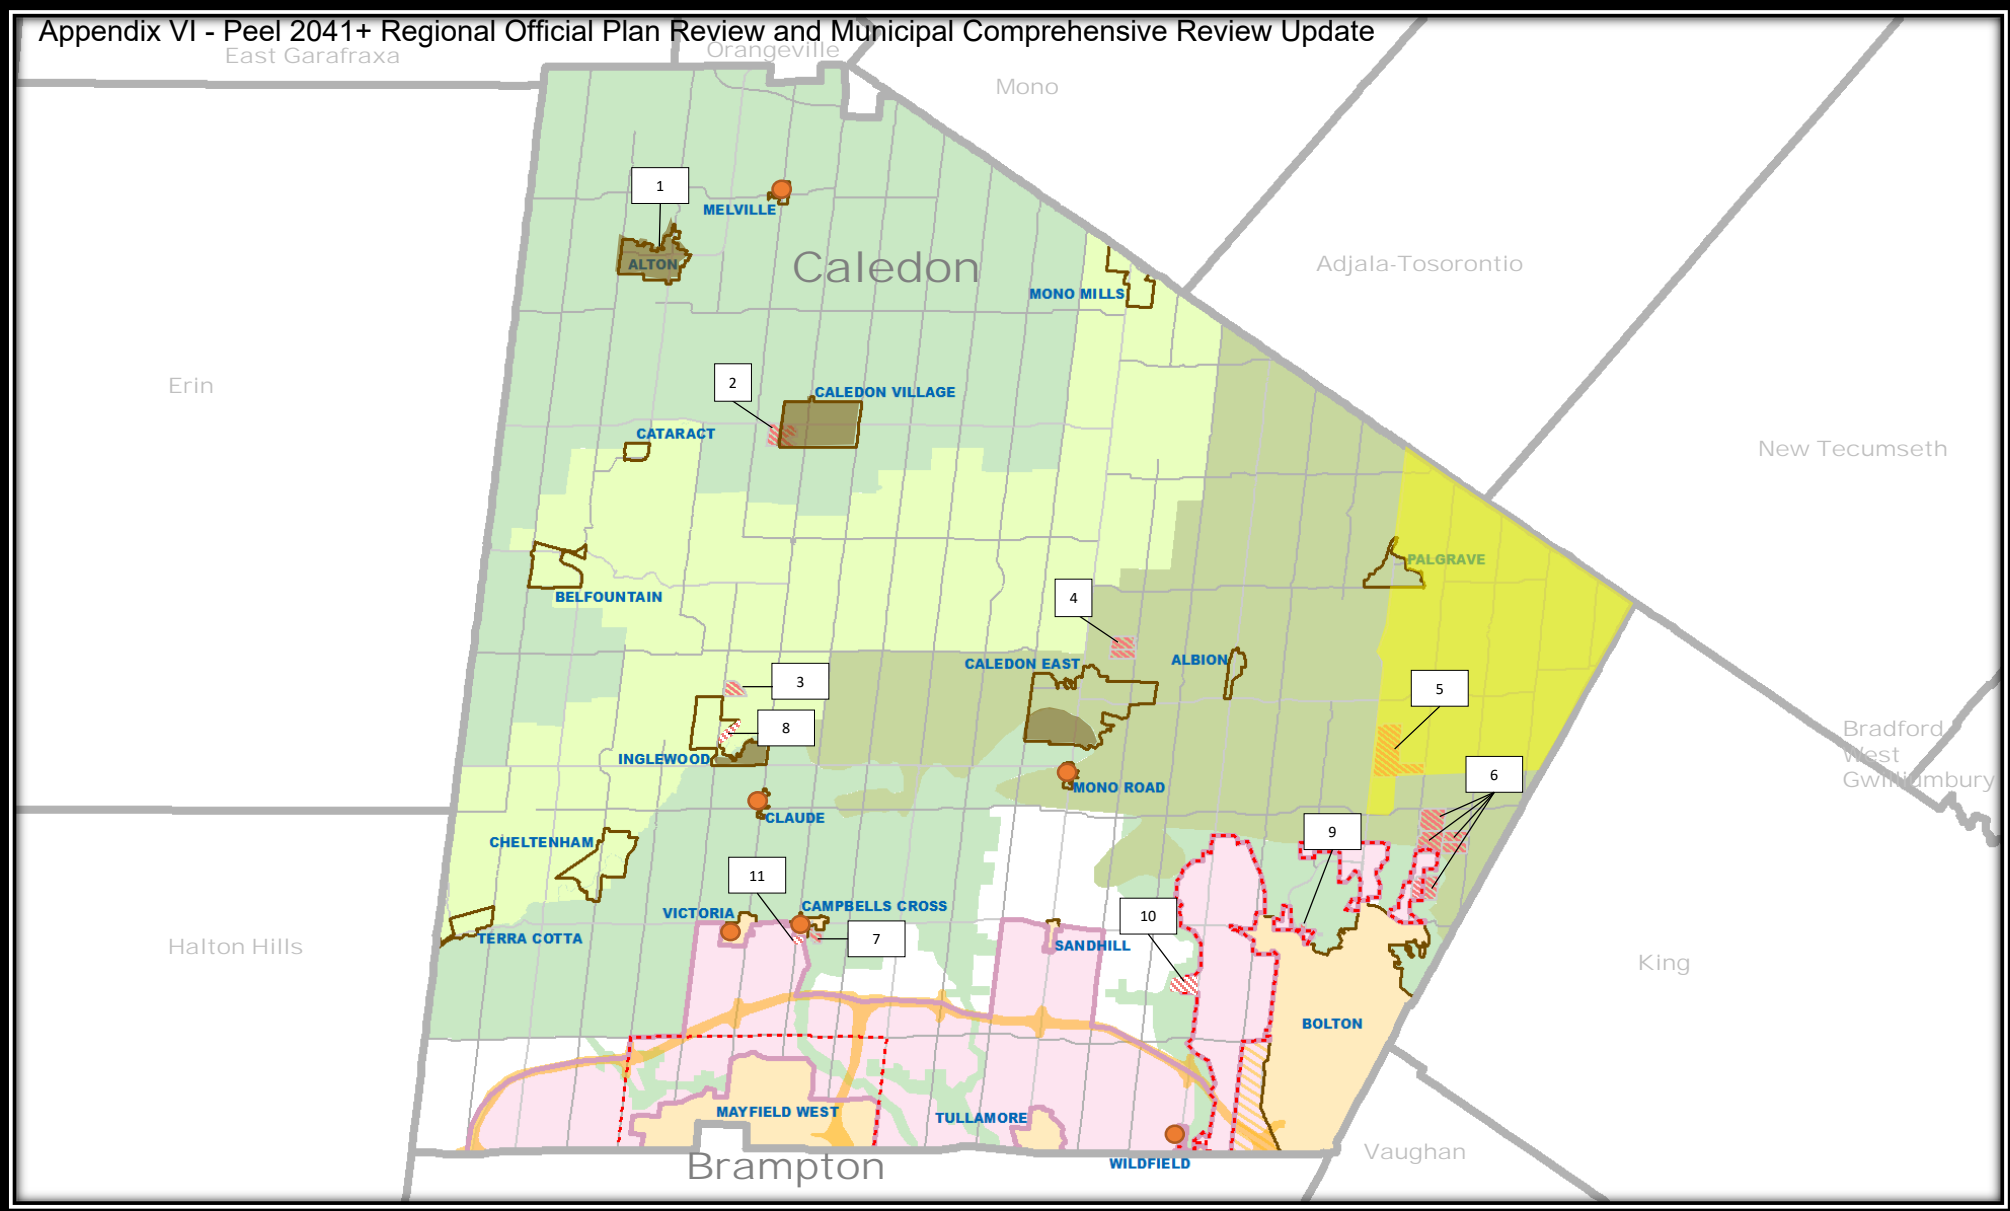 Appendix VI - Peel 2041+ Regional Official Plan Review and Municipal Comprehensive Review Update
East Garafraxa
Orangeville
Mono
1
MELVILLE
ALTON
Caledon
Adjala-Tosorontio
MONO MILLS
Erin
2
CALEDON VILLAGE
CATARACT
New Tecumseth
PALGRAVE
BELFOUNTAIN
4
CALEDON EAST
ALBION
3
5
8
INGLEWOOD
Bradford
West
Gwillimbury
6
MONO ROAD
CLAUDE
9
CHELTENHAM
11
VICTORIA
CAMPBELLS CROSS
10
TERRA COTTA
7
SANDHILL
Halton Hills
King
BOLTON
MAYFIELD WEST
TULLAMORE
Brampton
WILDFIELD
Vaughan